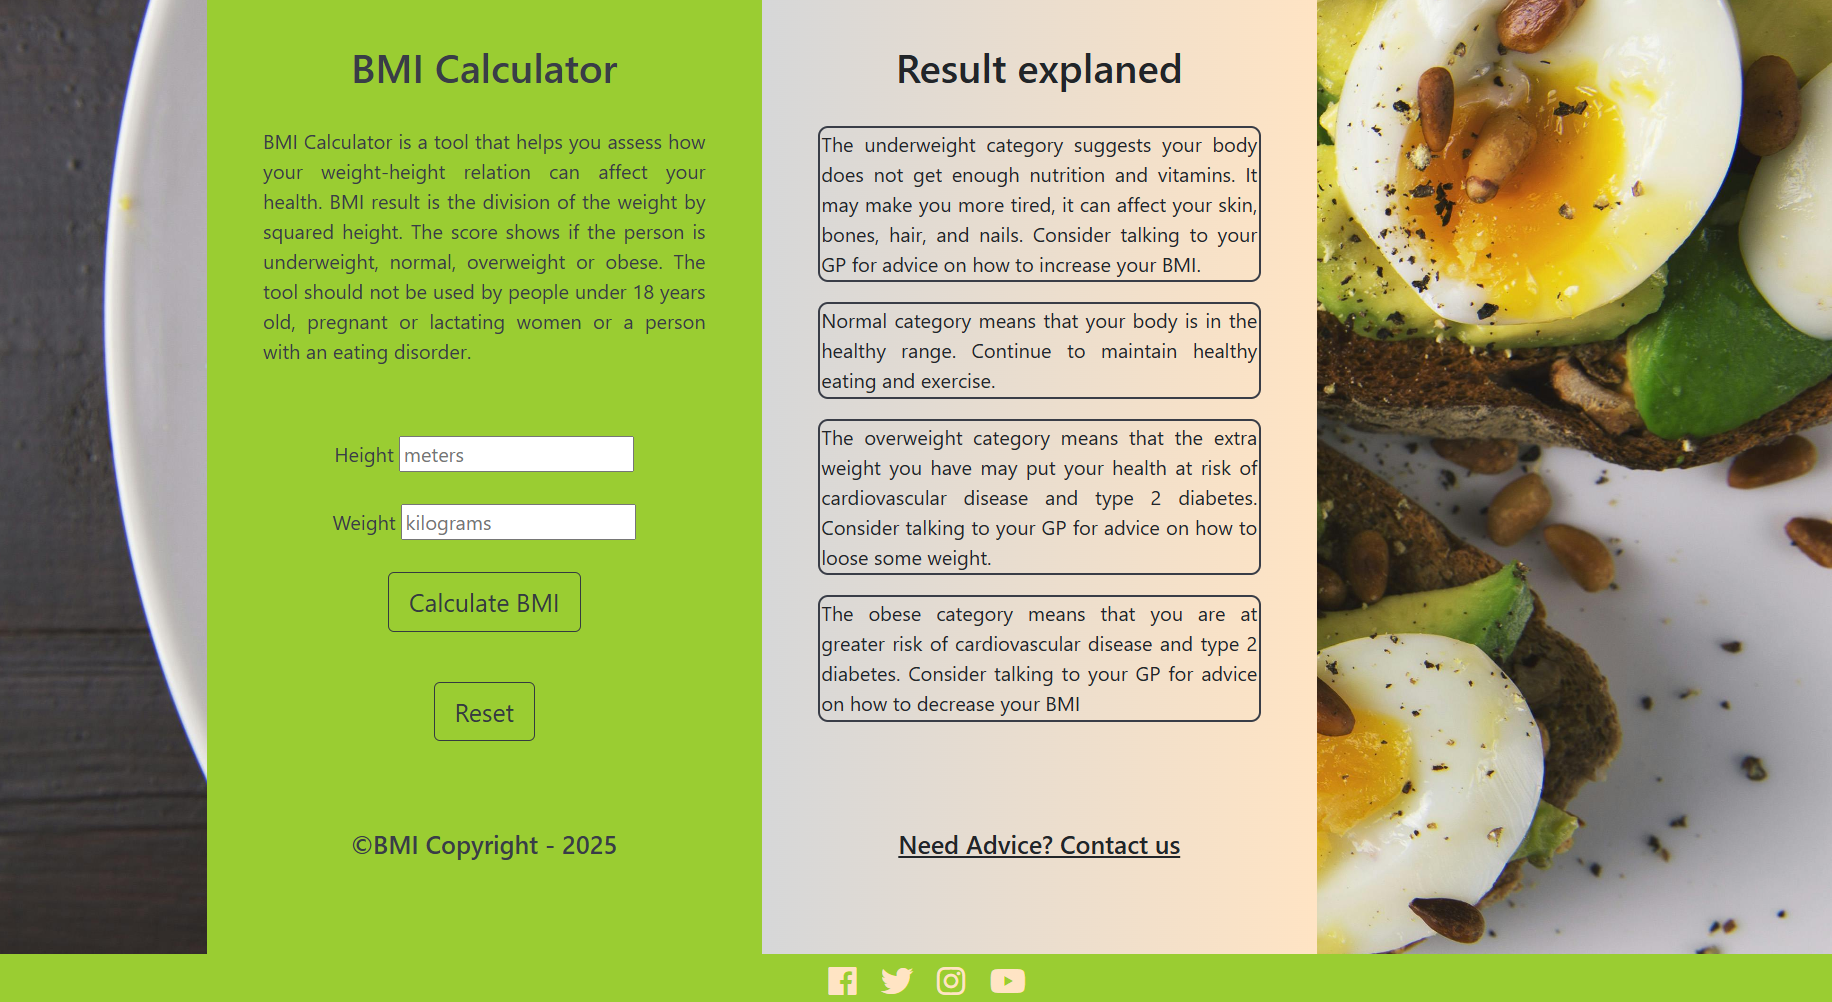 BMI Calculator
BMI Calculator is a tool that helps you assess how
your weight-height relation can affect your
health. BMI result is the division of the weight by
squared height. The score shows if the person is
underweight, normal, overweight or obese. The
tool should not be used by people under 18 years
old, pregnant or lactating women or a person
with an eating disorder.
Height meters
Weight kilograms
Calculate BMI
Reset
©BMI Copyright - 2025
Result explaned
The underweight category suggests your body
does not get enough nutrition and vitamins. It
may make you more tired, it can affect your skin,
bones, hair, and nails. Consider talking to your
GP for advice on how to increase your BMI.
Normal category means that your body is in the
healthy range. Continue to maintain healthy
eating and exercise.
The overweight category means that the extra
weight you have may put your health at risk of
cardiovascular disease and type 2 diabetes.
Consider talking to your GP for advice on how to
loose some weight.
The obese category means that you are at
greater risk of cardiovascular disease and type 2
diabetes. Consider talking to your GP for advice
on how to decrease your BMI
Need Advice? Contact us